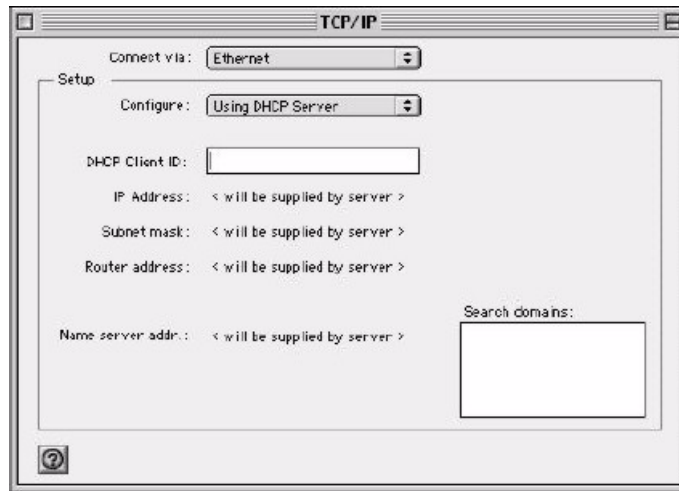 TCP/IP
Connect via: Ethernet
Setup
Configure: Using DHCP Server
DHCP Client ID:
IP Address: < will be supplied by server >
Subnet mask: < will be supplied by server >
Router address: < will be supplied by server >
Search domains:
Name server addr.: < will be supplied by server >
?